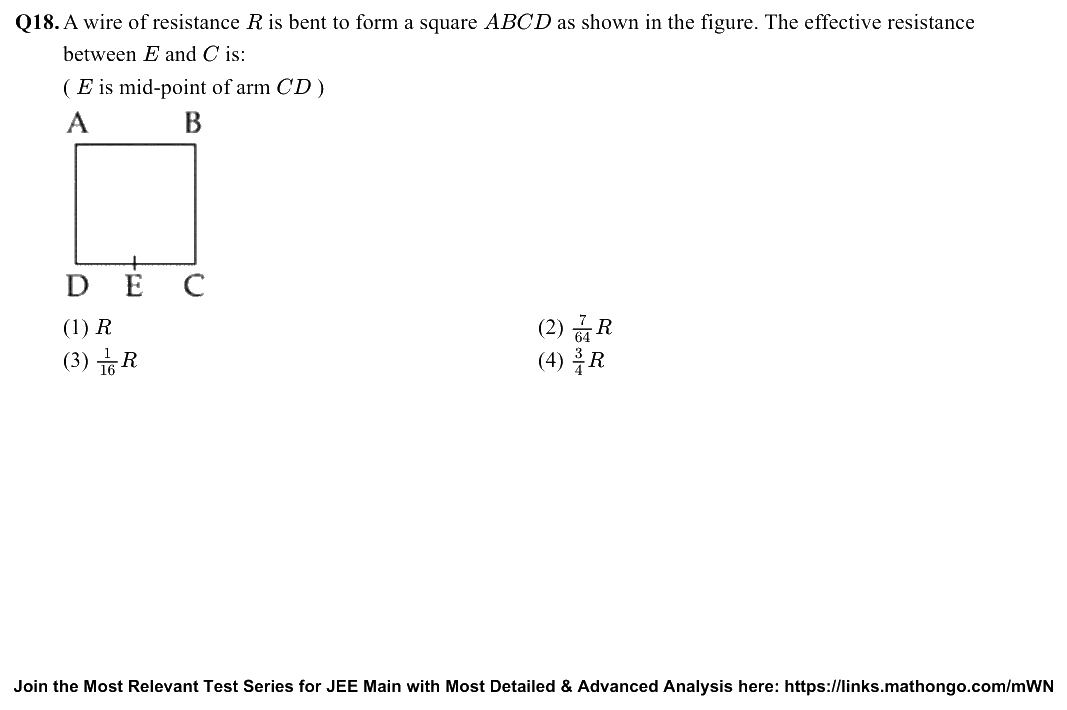 Q18. A wire of resistance R is bent to form a square ABCD as shown in the figure. The effective resistance
between E and C is:
( E is mid-point of arm CD )
A B
D E C
(1) R (2) 7/64 R
(3) 1/16 R (4) 3/4 R
Join the Most Relevant Test Series for JEE Main with Most Detailed & Advanced Analysis here: https://links.mathongo.com/mWN